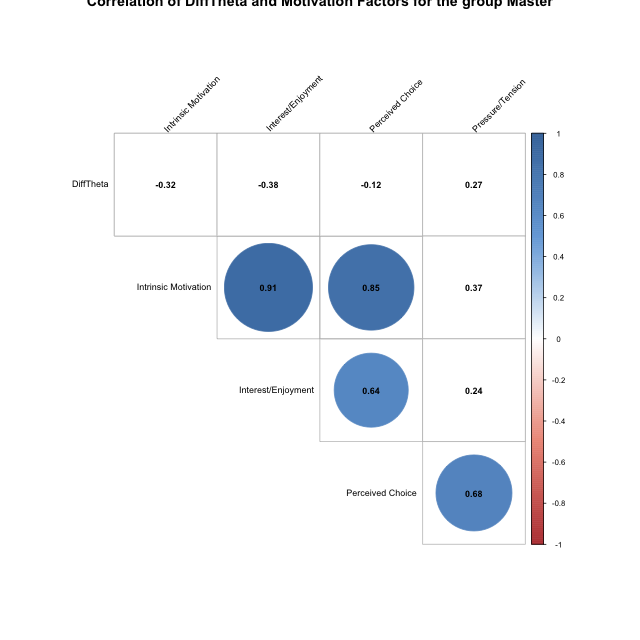 Correlation of DiffTheta and Motivation Factors for the group Master
Intrinsic Motivation
Interest/Enjoyment
Perceived Choice
Pressure/Tension
DiffTheta -0.32 -0.38 -0.12 0.27
Intrinsic Motivation 0.91 0.85 0.37
Interest/Enjoyment 0.64 0.24
Perceived Choice 0.68
1
0.8
0.6
0.4
0.2
0
-0.2
-0.4
-0.6
-0.8
-1